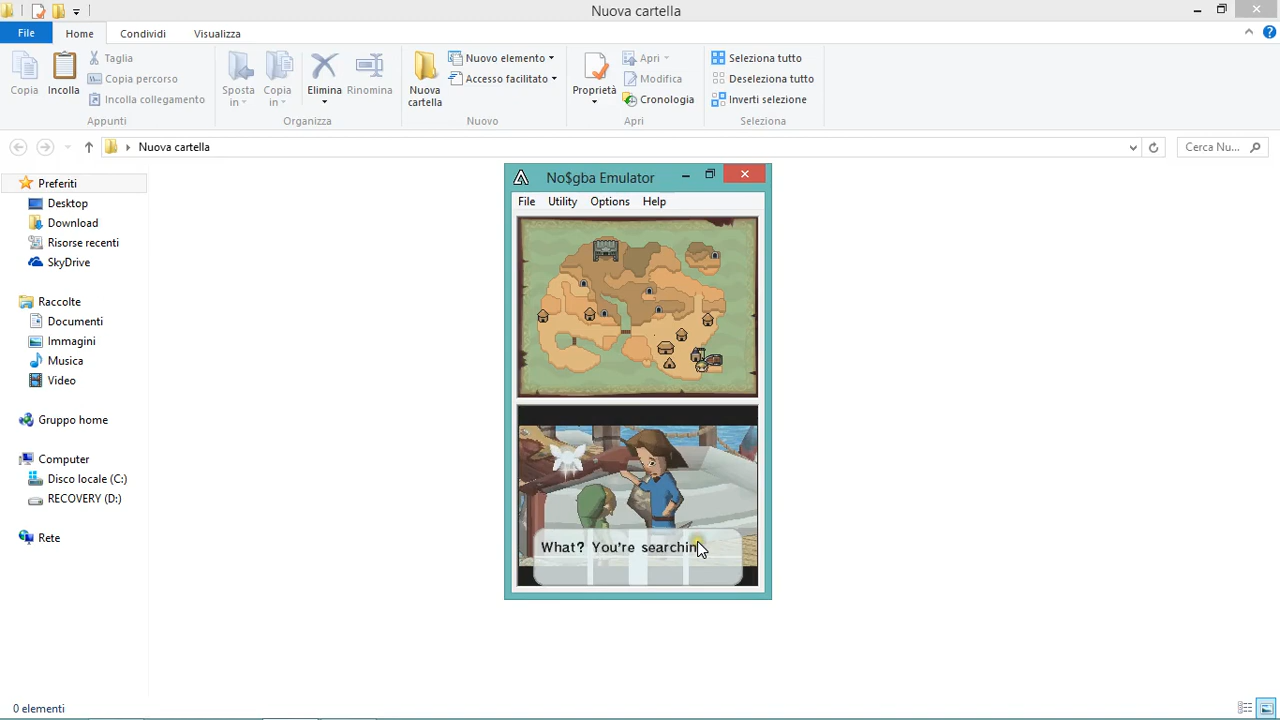 Nuova cartella
File Home Condividi Visualizza
Copia
Incolla
Taglia
Copia percorso
Incolla collegamento
Appunti
Sposta in
Copia in
Elimina
Rinomina
Organizza
Nuova cartella
Nuovo elemento
Accesso facilitato
Nuovo
Proprietà
Apri
Modifica
Cronologia
Apri
Seleziona tutto
Deseleziona tutto
Inverti selezione
Seleziona
Nuova cartella
Cerca Nu...
Preferiti
Desktop
Download
Risorse recenti
SkyDrive
Raccolte
Documenti
Immagini
Musica
Video
Gruppo home
Computer
Disco locale (C:)
RECOVERY (D:)
Rete
No$gba Emulator
File Utility Options Help
What? You're searchin
0 elementi